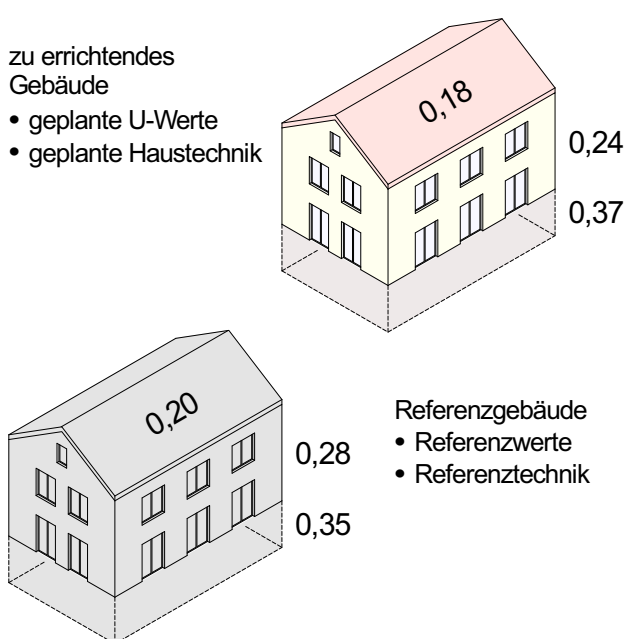 zu errichtendes
Gebäude
• geplante U-Werte
• geplante Haustechnik
0,18
0,24
0,37
0,20
0,28
0,35
Referenzgebäude
• Referenzwerte
• Referenztechnik